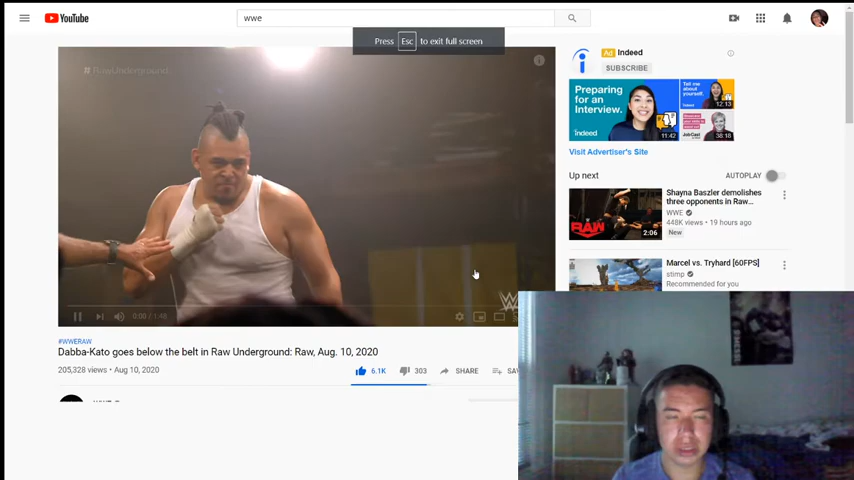 YouTube
wwe
Press Esc to exit full screen
#RawUnderground
0:00 / 1:48
#WWERAW
Dabba-Kato goes below the belt in Raw Underground: Raw, Aug. 10, 2020
205,328 views • Aug 10, 2020
6.1K
303
SHARE
Ad Indeed
SUBSCRIBE
Preparing
for an
Interview.
indeed
11:42
12:13
JobCast
38:18
Visit Advertiser's Site
Up next
AUTOPLAY
RAW
2:06
Shayna Baszler demolishes
three opponents in Raw...
WWE
448K views • 19 hours ago
New
Marcel vs. Tryhard [60FPS]
stimp
Recommended for you
MESSI